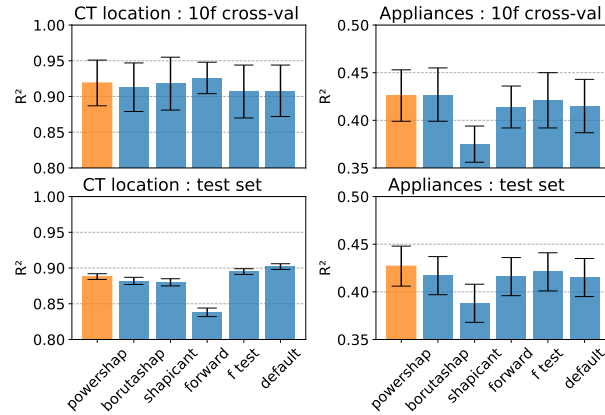 CT location : 10f cross-val
Appliances : 10f cross-val
R²
1.00
0.95
0.90
0.85
0.80
R²
0.50
0.45
0.40
0.35
CT location : test set
Appliances : test set
R²
1.00
0.95
0.90
0.85
0.80
R²
0.50
0.45
0.40
0.35
powershap
borutashap
shapicant
forward
f test
default
powershap
borutashap
shapicant
forward
f test
default